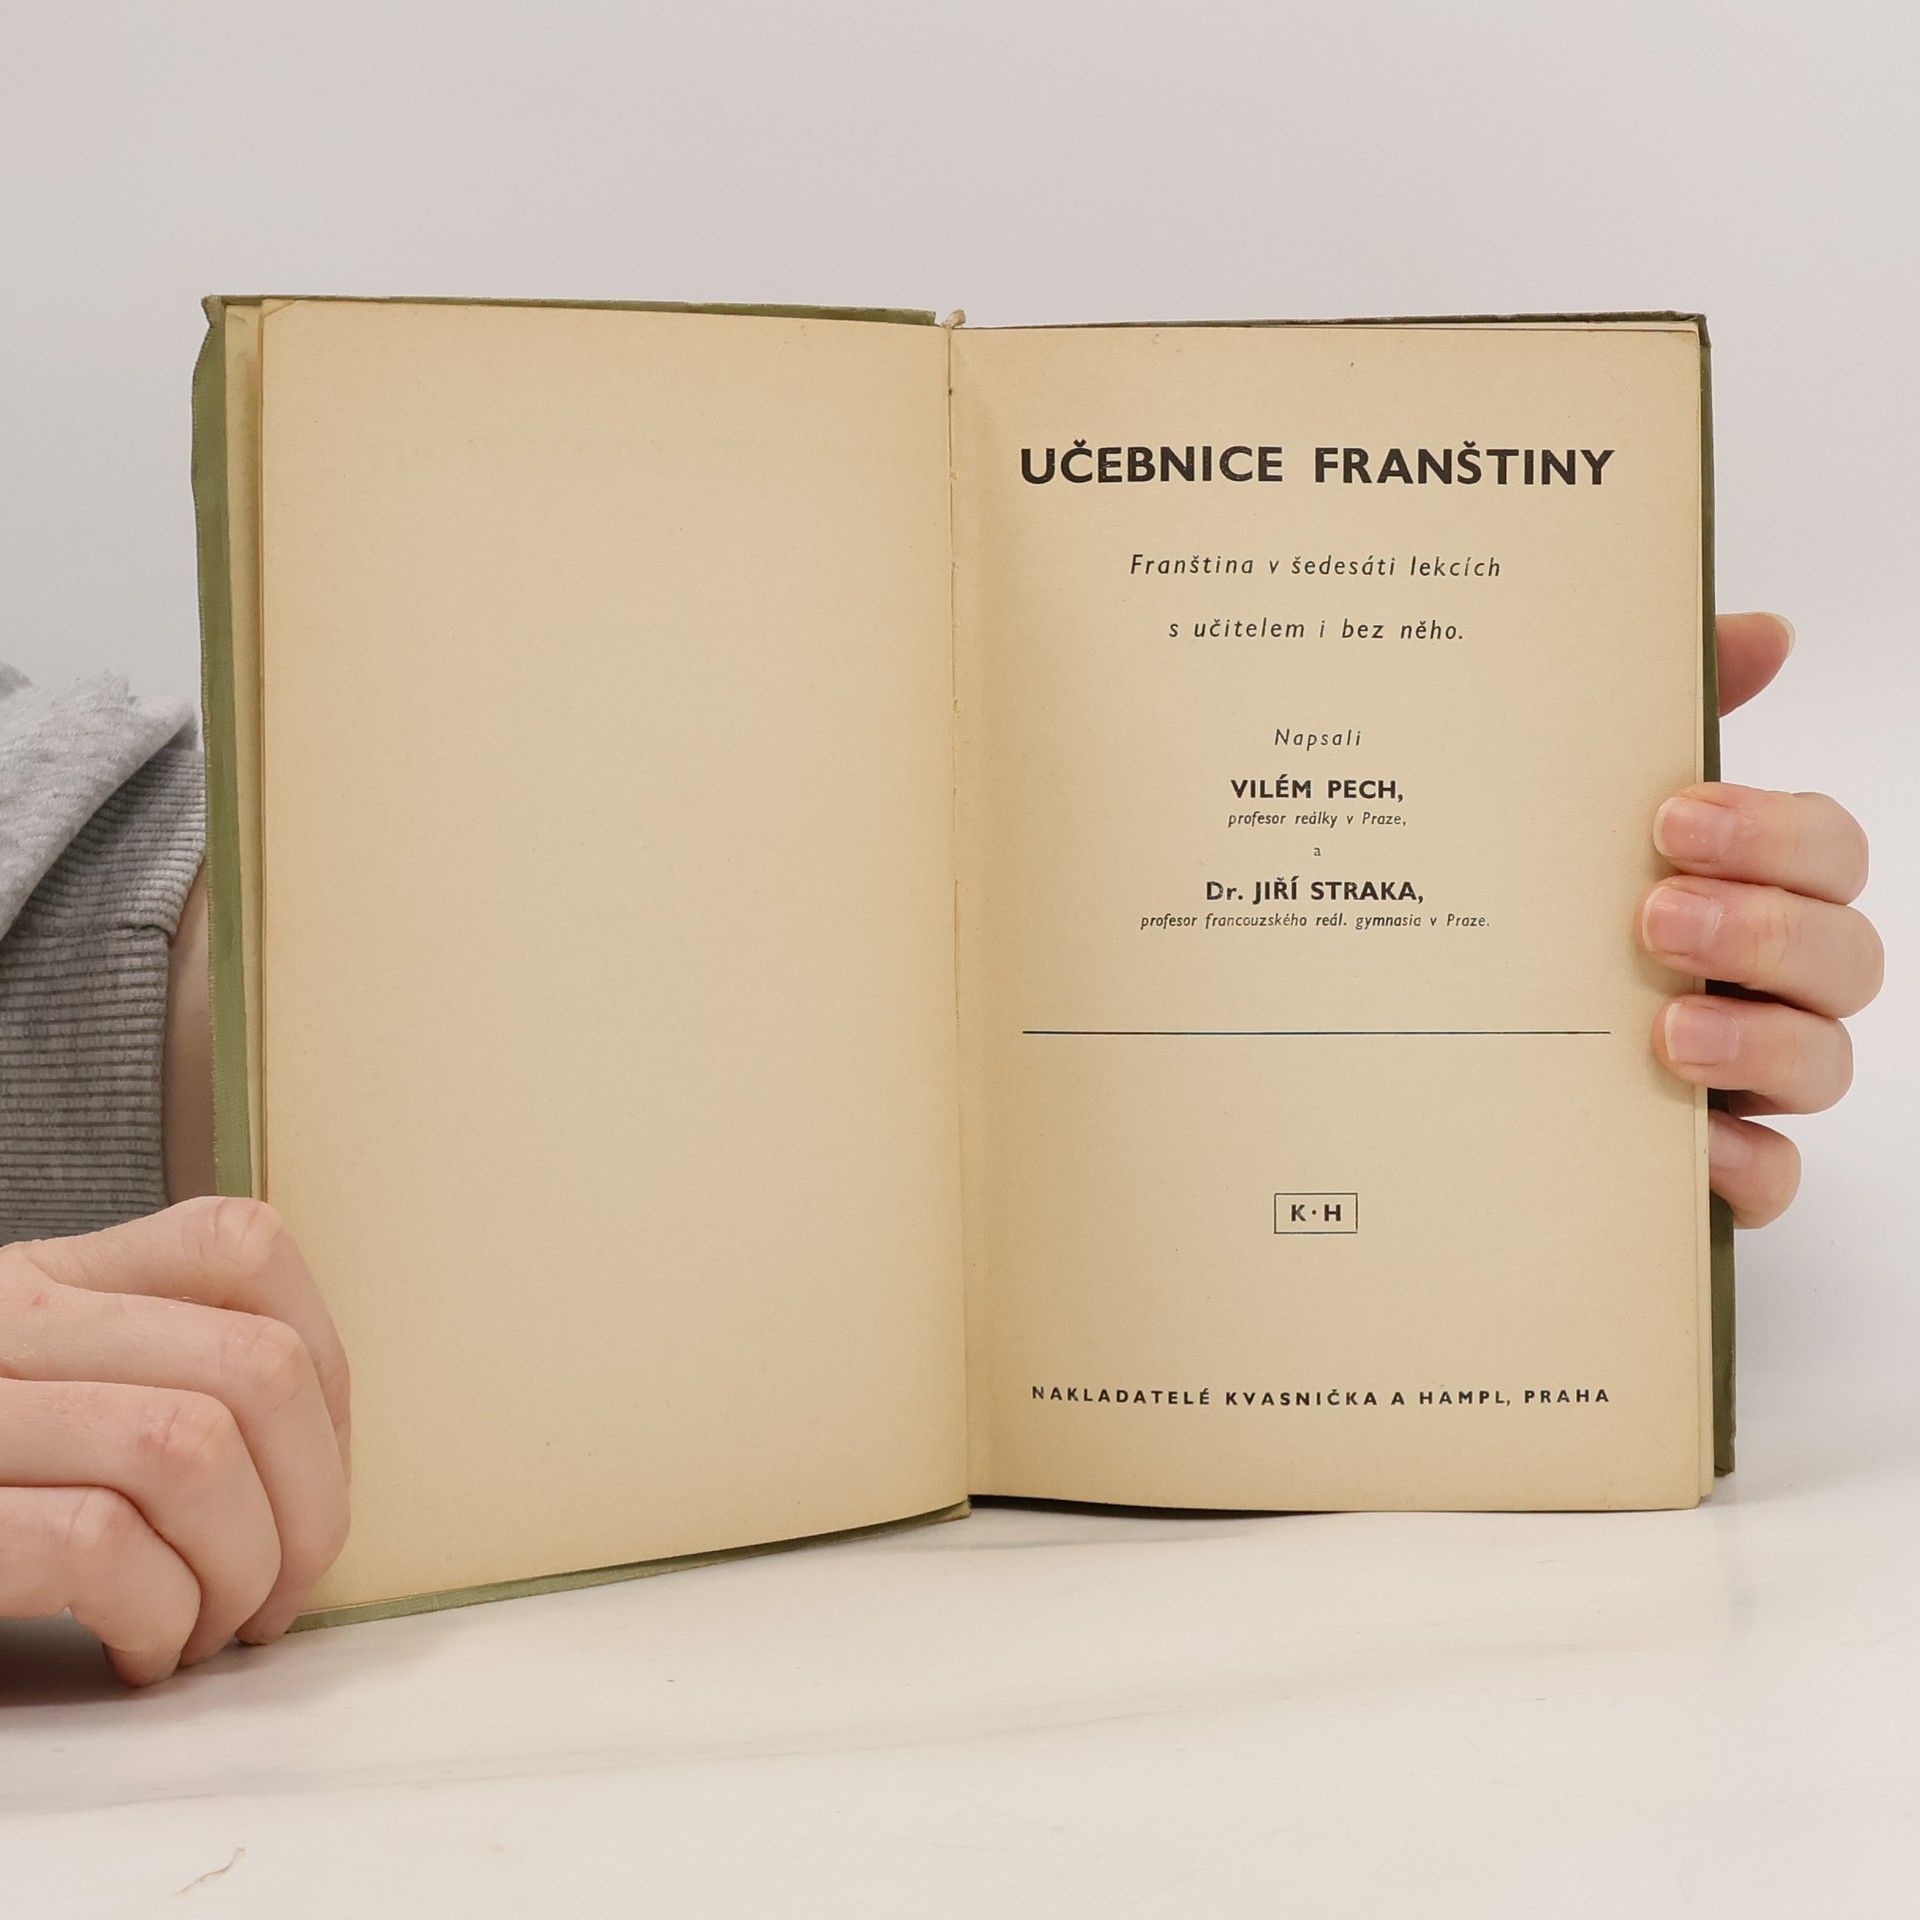 UČEBNICE FRANŠTINY
Franština v šedesáti lekcích
s učitelem i bez něho.
Napsali
VILÉM PECH,
profesor reálky v Praze,
a
Dr. JIŘÍ STRAKA,
profesor francouzského reál. gymnasia v Praze.
K·H
NAKLADATELÉ KVASNIČKA A HAMPL, PRAHA